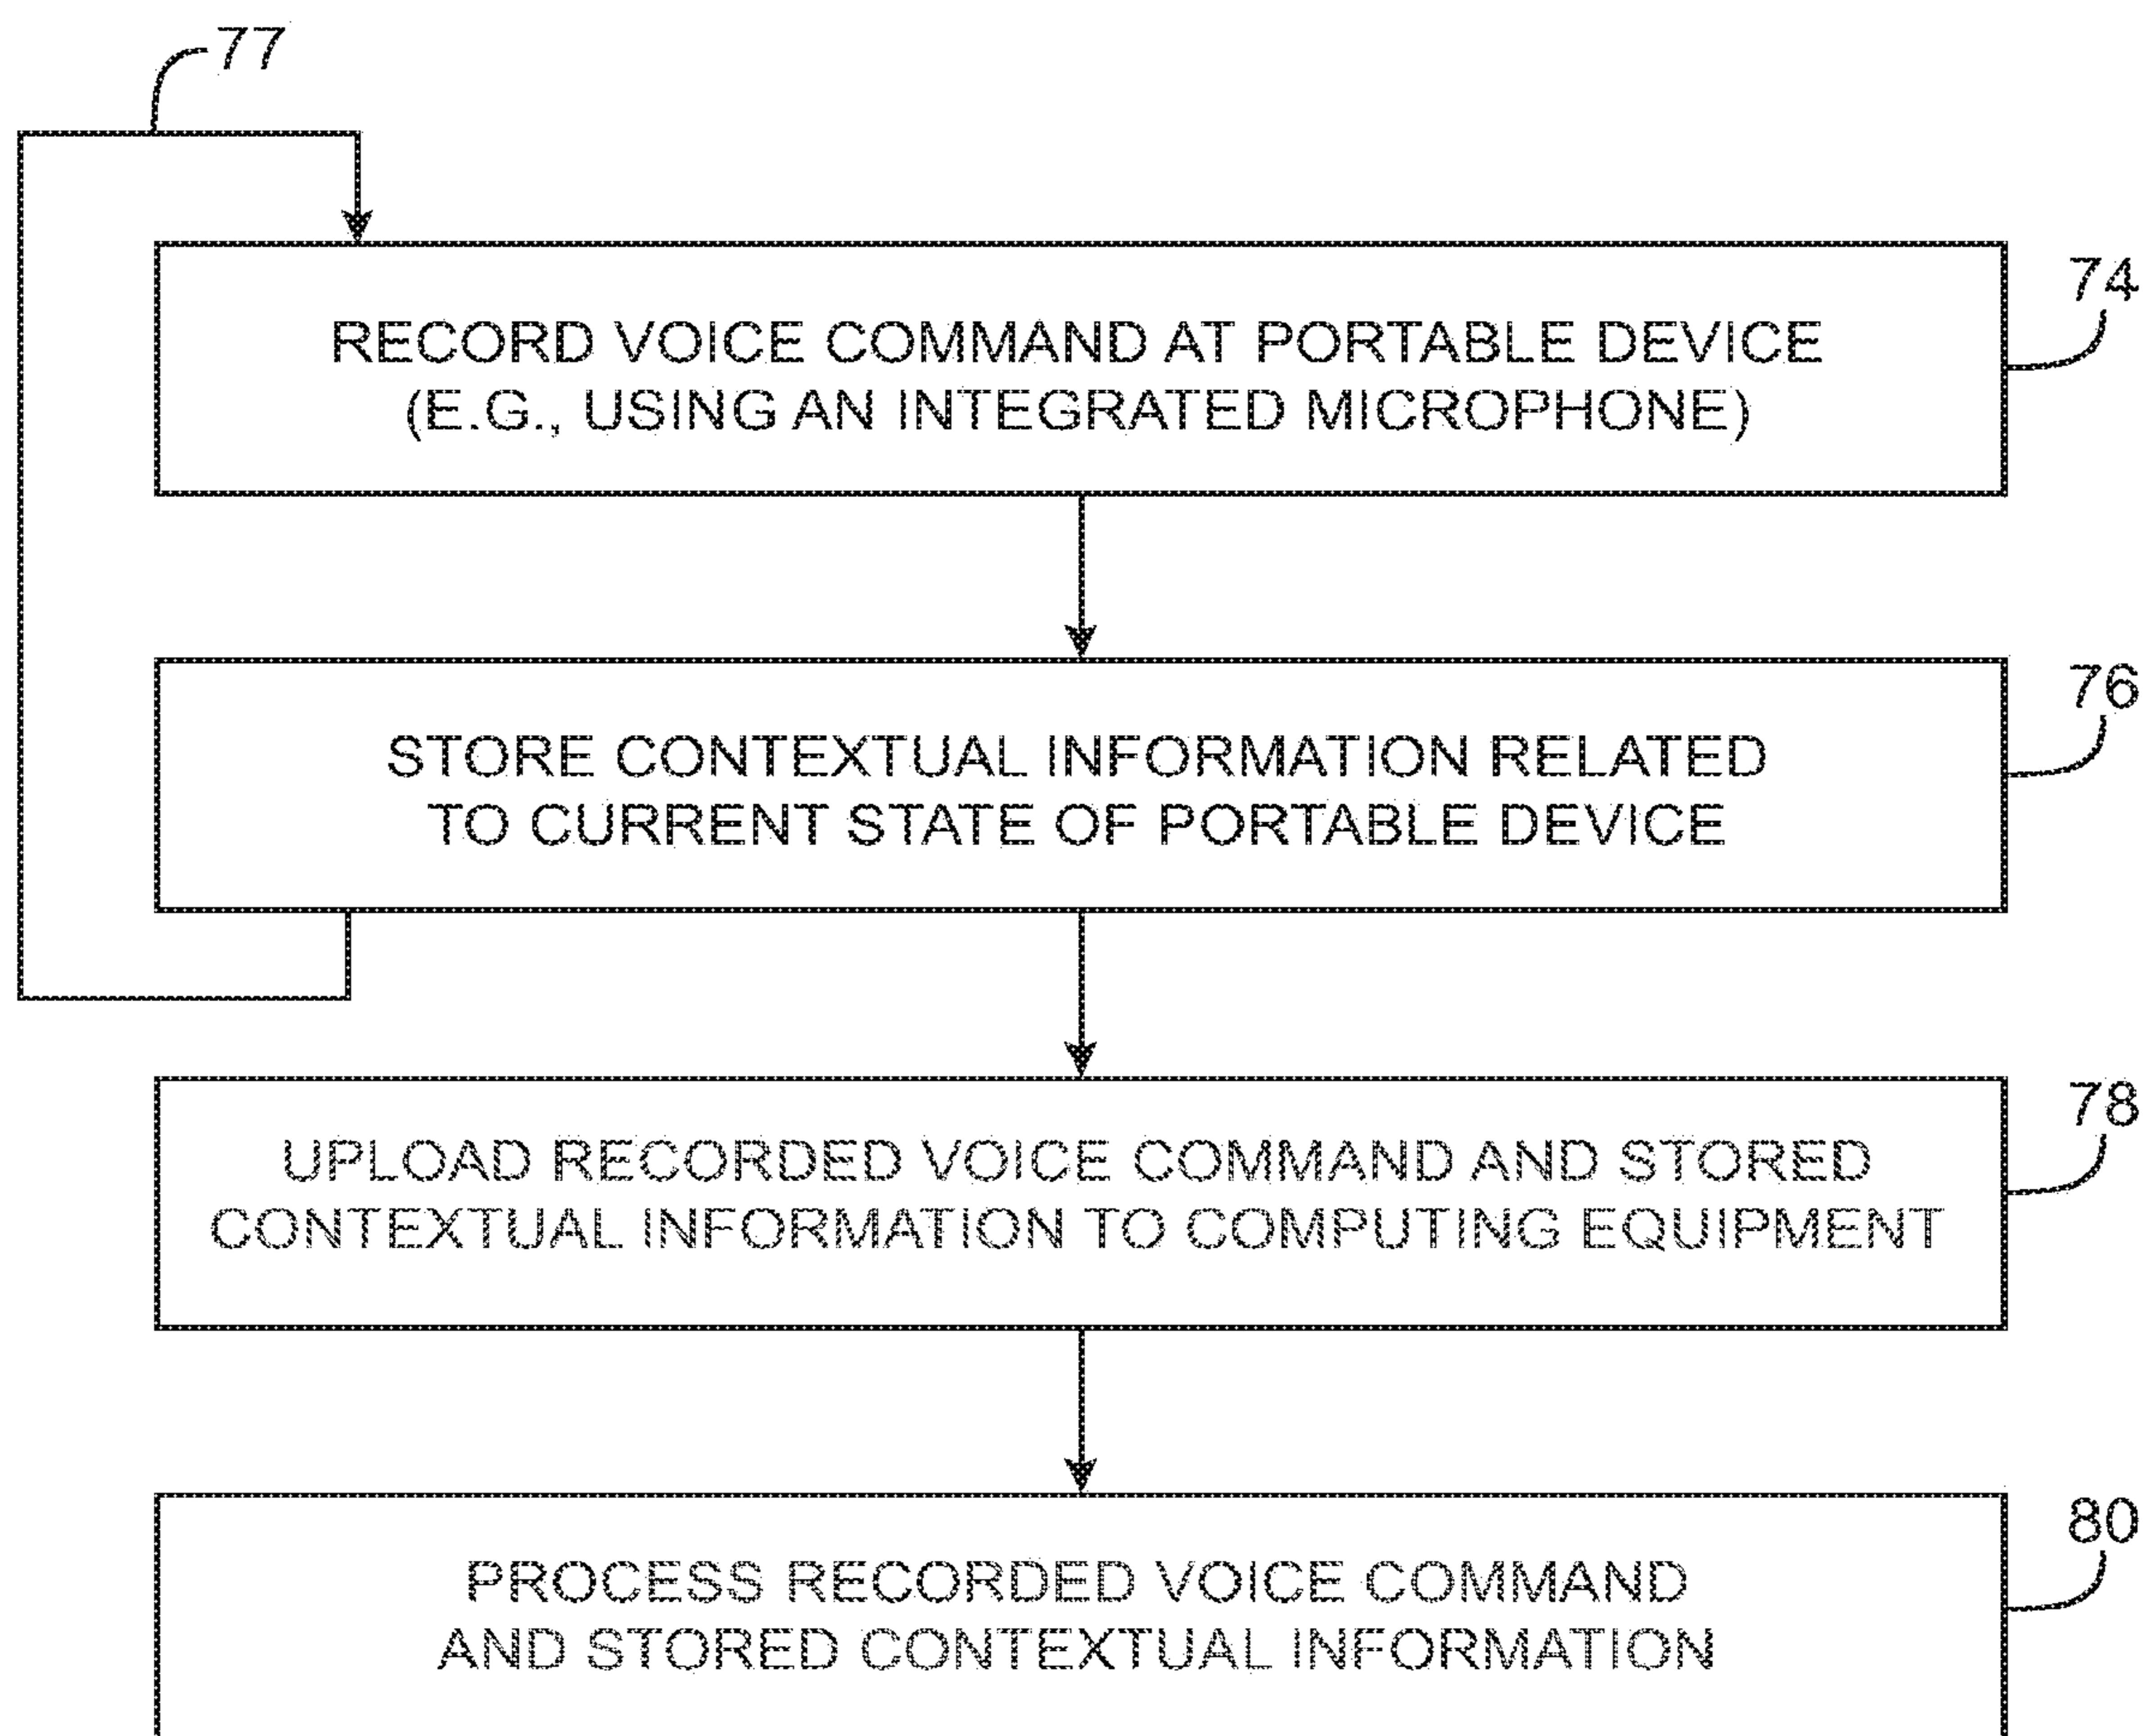 77
74
RECORD VOICE COMMAND AT PORTABLE DEVICE
(E.G., USING AN INTEGRATED MICROPHONE)
76
STORE CONTEXTUAL INFORMATION RELATED
TO CURRENT STATE OF PORTABLE DEVICE
78
UPLOAD RECORDED VOICE COMMAND AND STORED
CONTEXTUAL INFORMATION TO COMPUTING EQUIPMENT
80
PROCESS RECORDED VOICE COMMAND
AND STORED CONTEXTUAL INFORMATION